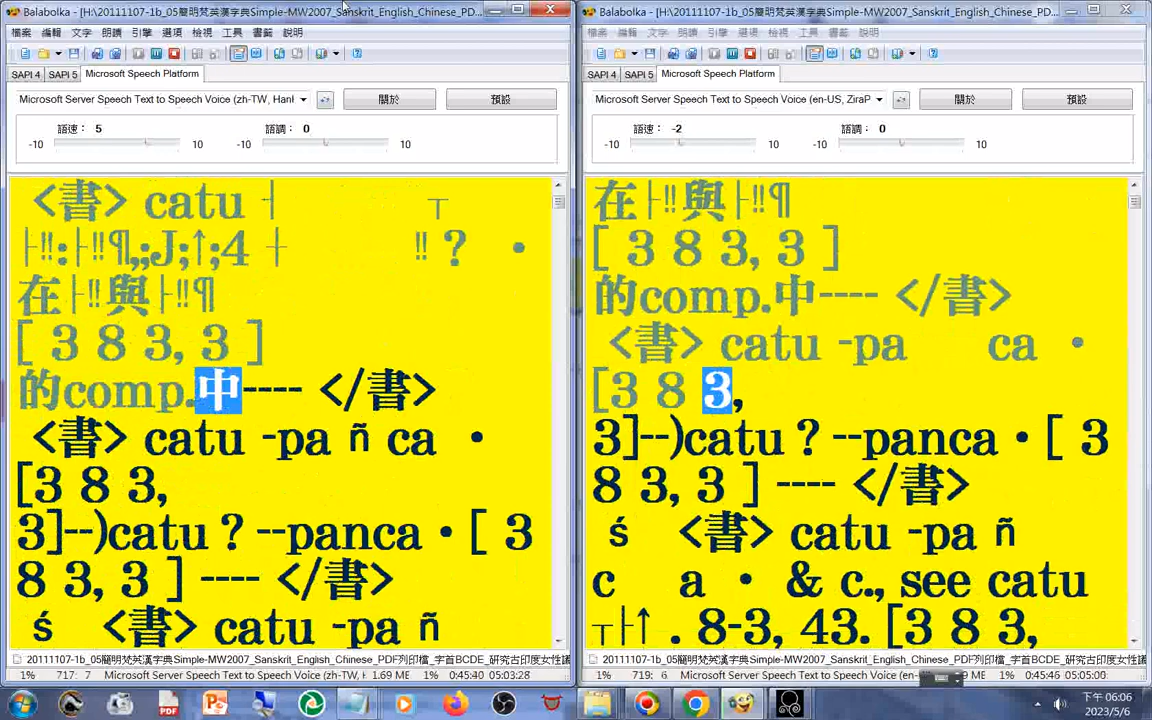 Balabolka - [H:\20111107-1b_05簡明梵英漢字典Simple-MW2007_Sanskrit_English_Chinese_PD...
檔案 編輯 文字 朗讀 引擎 選項 檢視 工具 書籤 說明
SAPI 4 SAPI 5 Microsoft Speech Platform
Microsoft Server Speech Text to Speech Voice (zh-TW, Hanl
關於 預設
語速： 5 語調： 0
-10 10 -10 10
<書> catu ┤ ┬
├‼:├‼¶,;J;↑;4 ┼ ‼ ? •
在├‼與├‼¶
[ 3 8 3, 3 ]
的comp.中---- </書>
<書> catu -pa ñ ca •
[3 8 3,
3]--)catu ? --panca • [ 3
8 3, 3 ] ---- </書>
ś <書> catu -pa ñ
20111107-1b_05簡明梵英漢字典Simple-MW2007_Sanskrit_English_Chinese_PDF列印檔_字首BCDE_研究古印度女性議
1% 717: 7 Microsoft Server Speech Text to Speech Voice (zh-TW, H 1.69 ME 1% 0:45:40 05:03:28
Balabolka - [H:\20111107-1b_05簡明梵英漢字典Simple-MW2007_Sanskrit_English_Chinese_PD...
檔案 編輯 文字 朗讀 引擎 選項 檢視 工具 書籤 說明
SAPI 4 SAPI 5 Microsoft Speech Platform
Microsoft Server Speech Text to Speech Voice (en-US, ZiraP
關於 預設
語速： -2 語調： 0
-10 10 -10 10
在├‼與├‼¶
[ 3 8 3, 3 ]
的comp.中---- </書>
<書> catu -pa ca •
[3 8 3,
3]--)catu ? --panca • [ 3
8 3, 3 ] ---- </書>
ś <書> catu -pa ñ
c a • & c., see catu
┬├↑ . 8-3, 43. [3 8 3,
20111107-1b_05簡明梵英漢字典Simple-MW2007_Sanskrit_English_Chinese_PDF列印檔_字首BCDE_研究古印度女性議
1% 719: 6 Microsoft Server Speech Text to Speech Voice (en-US, ME 1% 0:45:46 05:05:00
下午 06:06
2023/5/6